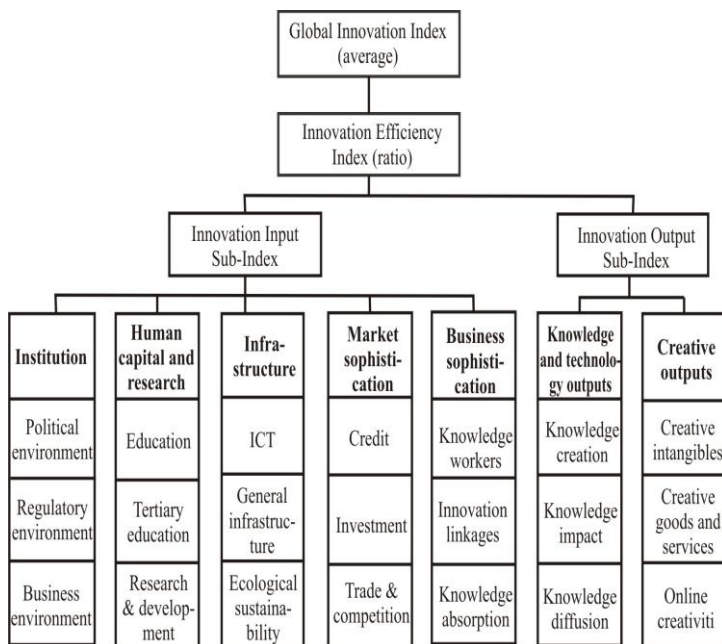 Global Innovation Index
(average)
Innovation Efficiency
Index (ratio)
Innovation Input
Sub-Index
Innovation Output
Sub-Index
Institution
Political
environment
Regulatory
environment
Business
environment
Human
capital and
research
Education
Tertiary
education
Research
& develop-
ment
Infra-
structure
ICT
General
infrastruc-
ture
Ecological
sustaina-
bility
Market
sophisti-
cation
Credit
Investment
Trade &
competition
Business
sophisti-
cation
Knowledge
workers
Innovation
linkages
Knowledge
absorption
Knowledge
and technolo-
gy outputs
Knowledge
creation
Knowledge
impact
Knowledge
diffusion
Creative
outputs
Creative
intangibles
Creative
goods and
services
Online
creativiti